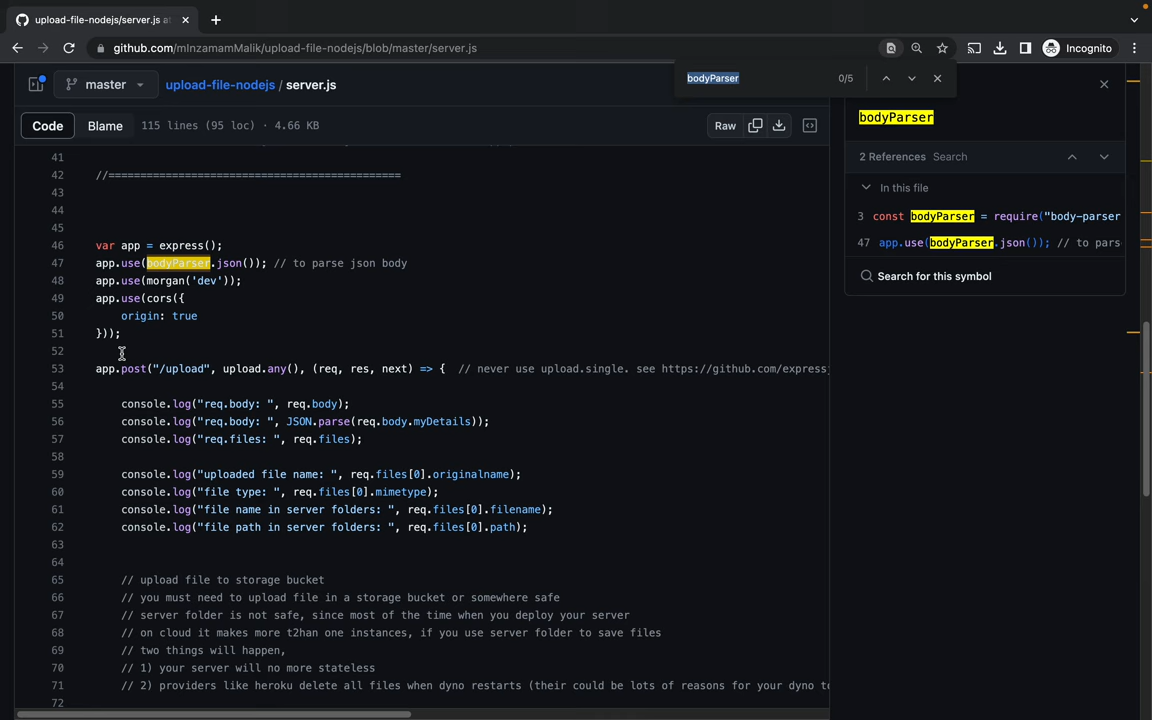 upload-file-nodejs/server.js at
github.com/mInzamamMalik/upload-file-nodejs/blob/master/server.js
Incognito
bodyParser
0/5
master
upload-file-nodejs / server.js
Code
Blame
115 lines (95 loc) · 4.66 KB
Raw
bodyParser
2 References Search
In this file
3 const bodyParser = require("body-parser
47 app.use(bodyParser.json()); // to pars
Search for this symbol
41
42 //==============================================
43
44
45
46 var app = express();
47 app.use(bodyParser.json()); // to parse json body
48 app.use(morgan('dev'));
49 app.use(cors({
50 origin: true
51 }));
52
53 app.post("/upload", upload.any(), (req, res, next) => { // never use upload.single. see https://github.com/expressj
54
55 console.log("req.body: ", req.body);
56 console.log("req.body: ", JSON.parse(req.body.myDetails));
57 console.log("req.files: ", req.files);
58
59 console.log("uploaded file name: ", req.files[0].originalname);
60 console.log("file type: ", req.files[0].mimetype);
61 console.log("file name in server folders: ", req.files[0].filename);
62 console.log("file path in server folders: ", req.files[0].path);
63
64
65 // upload file to storage bucket
66 // you must need to upload file in a storage bucket or somewhere safe
67 // server folder is not safe, since most of the time when you deploy your server
68 // on cloud it makes more t2han one instances, if you use server folder to save files
69 // two things will happen,
70 // 1) your server will no more stateless
71 // 2) providers like heroku delete all files when dyno restarts (their could be lots of reasons for your dyno t
72